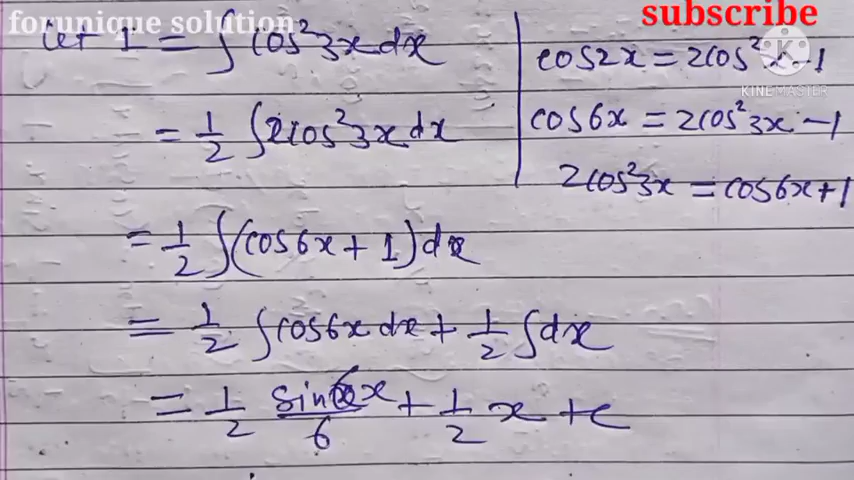 forunique solution
subscribe
Let I = ∫ cos²3x dx
= 1/2 ∫ 2cos²3x dx
= 1/2 ∫ (cos6x + 1) dx
= 1/2 ∫ cos6x dx + 1/2 ∫ dx
= 1/2 sin6x/6 + 1/2 x + c
cos2x = 2cos²x - 1
KINEMASTER
cos6x = 2cos²3x - 1
2cos²3x = cos6x + 1